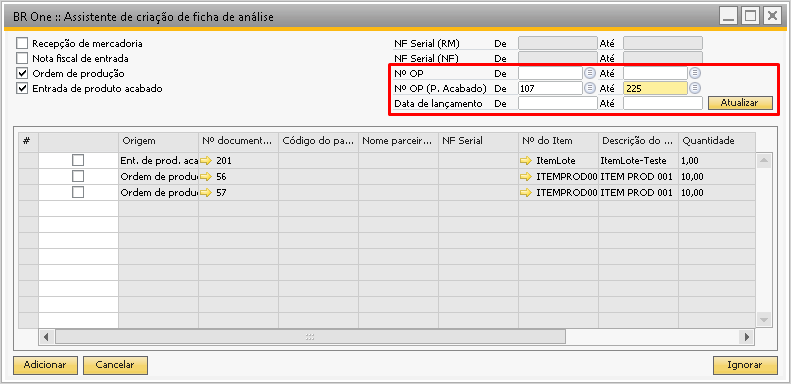 BR One :: Assistente de criação de ficha de análise
Recepção de mercadoria
NF Serial (RM) De Até
Nota fiscal de entrada
NF Serial (NF) De Até
Ordem de produção
Nº OP De Até
Entrada de produto acabado
Nº OP (P. Acabado) De 107 Até 225
Data de lançamento De Até Atualizar
# Origem Nº document... Código do pa... Nome parceir... NF Serial Nº do Item Descrição do ... Quantidade
Ent. de prod. aca 201 ItemLote ItemLote-Teste 1,00
Ordem de produç 56 ITEMPROD00 ITEM PROD 001 10,00
Ordem de produç 57 ITEMPROD00 ITEM PROD 001 10,00
Adicionar Cancelar Ignorar